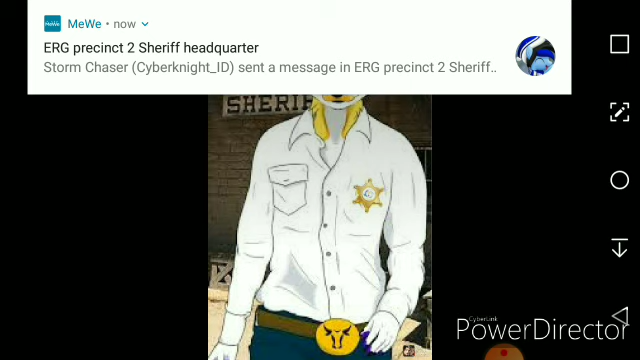 MeWe • now
ERG precinct 2 Sheriff headquarter
Storm Chaser (Cyberknight_ID) sent a message in ERG precinct 2 Sheriff..
SHERIF
CyberLink
PowerDirector